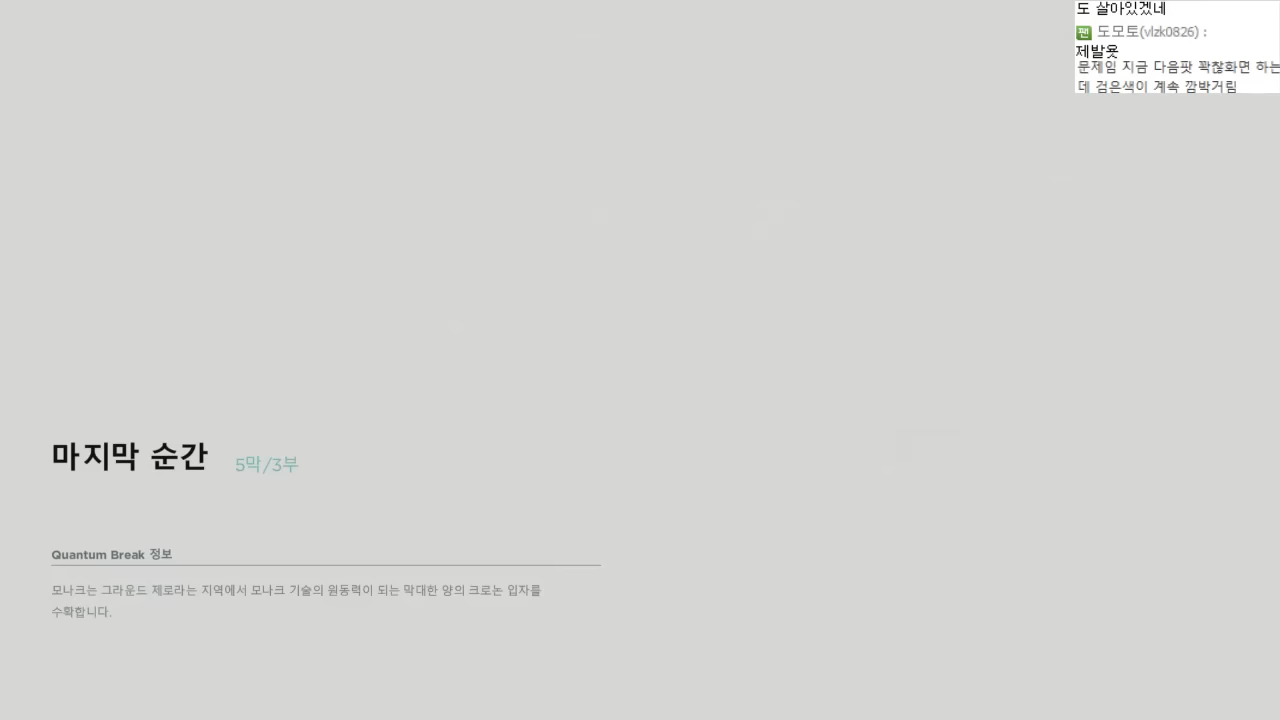 도 살아있겠네
팬 도모토(vlzk0826) :
제발욧
문제임 지금 다음팟 꽉찮화면 하는
데 검은색이 계속 깜박거림
마지막 순간 5막/3부
Quantum Break 정보
모나크는 그라운드 제로라는 지역에서 모나크 기술의 원동력이 되는 막대한 양의 크로논 입자를
수확합니다.